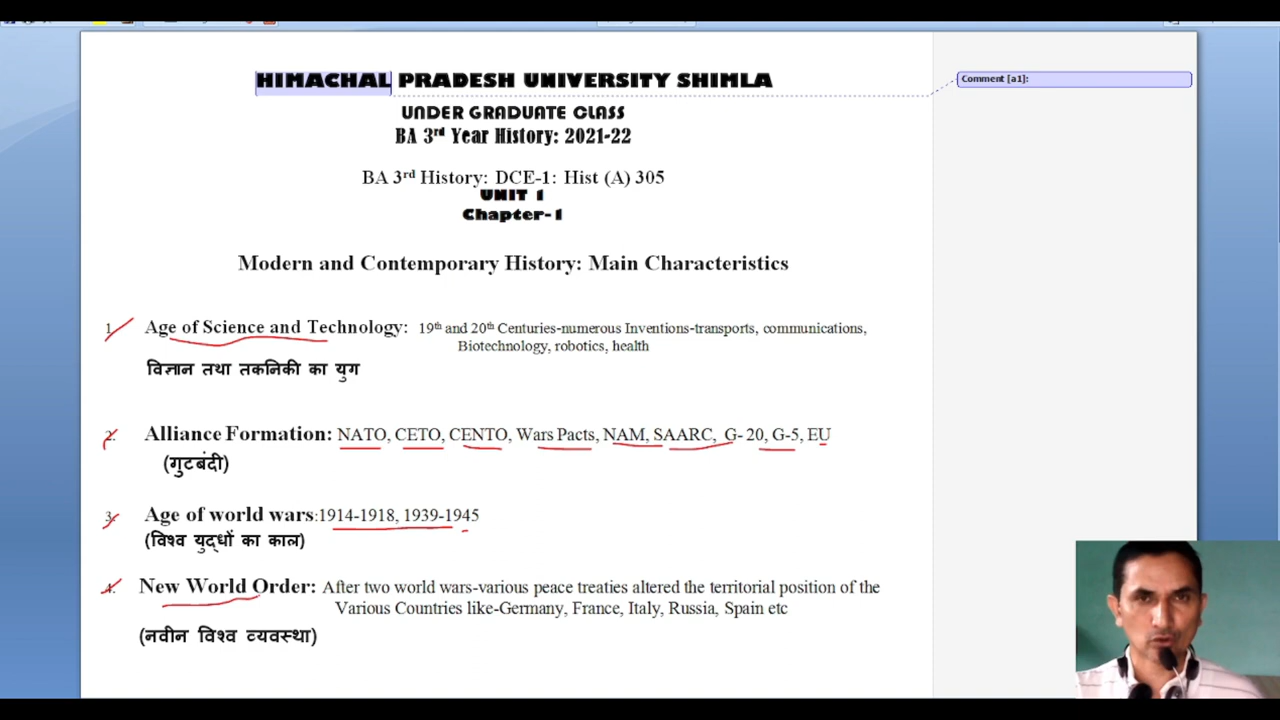 HIMACHAL PRADESH UNIVERSITY SHIMLA
Comment [a1]:
UNDER GRADUATE CLASS
BA 3rd Year History: 2021-22
BA 3rd History: DCE-1: Hist (A) 305
UNIT 1
Chapter-1
Modern and Contemporary History: Main Characteristics
1. Age of Science and Technology: 19th and 20th Centuries-numerous Inventions-transports, communications,
Biotechnology, robotics, health
विज्ञान तथा तकनिकी का युग
2. Alliance Formation: NATO, CETO, CENTO, Wars Pacts, NAM, SAARC, G- 20, G-5, EU
(गुटबंदी)
3. Age of world wars:1914-1918, 1939-1945
(विश्व युद्धों का काल)
4. New World Order: After two world wars-various peace treaties altered the territorial position of the
Various Countries like-Germany, France, Italy, Russia, Spain etc
(नवीन विश्व व्यवस्था)